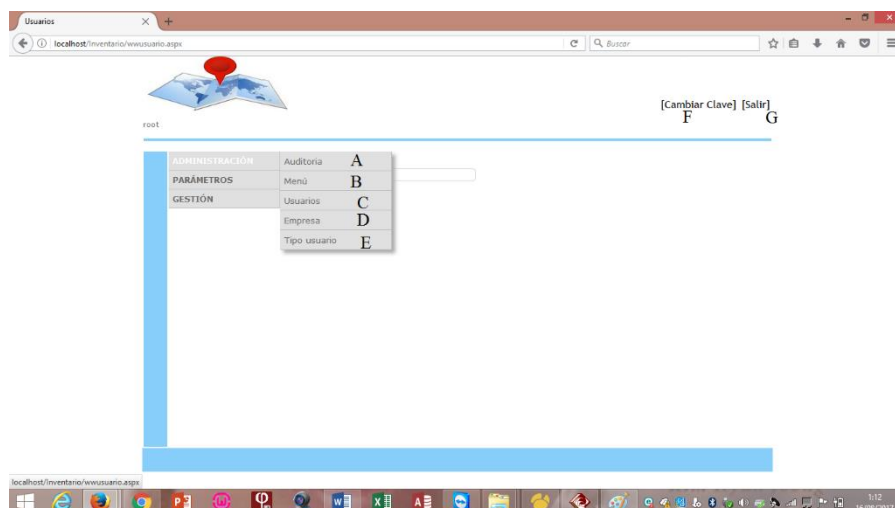 Usuarios
localhost/Inventario/wwusuario.aspx
Buscar
[Cambiar Clave] [Salir]
F G
root
ADMINISTRACIÓN
PARÁMETROS
GESTIÓN
Auditoria A
Menú B
Usuarios C
Empresa D
Tipo usuario E
localhost/inventario/wwusuario.aspx
1:12